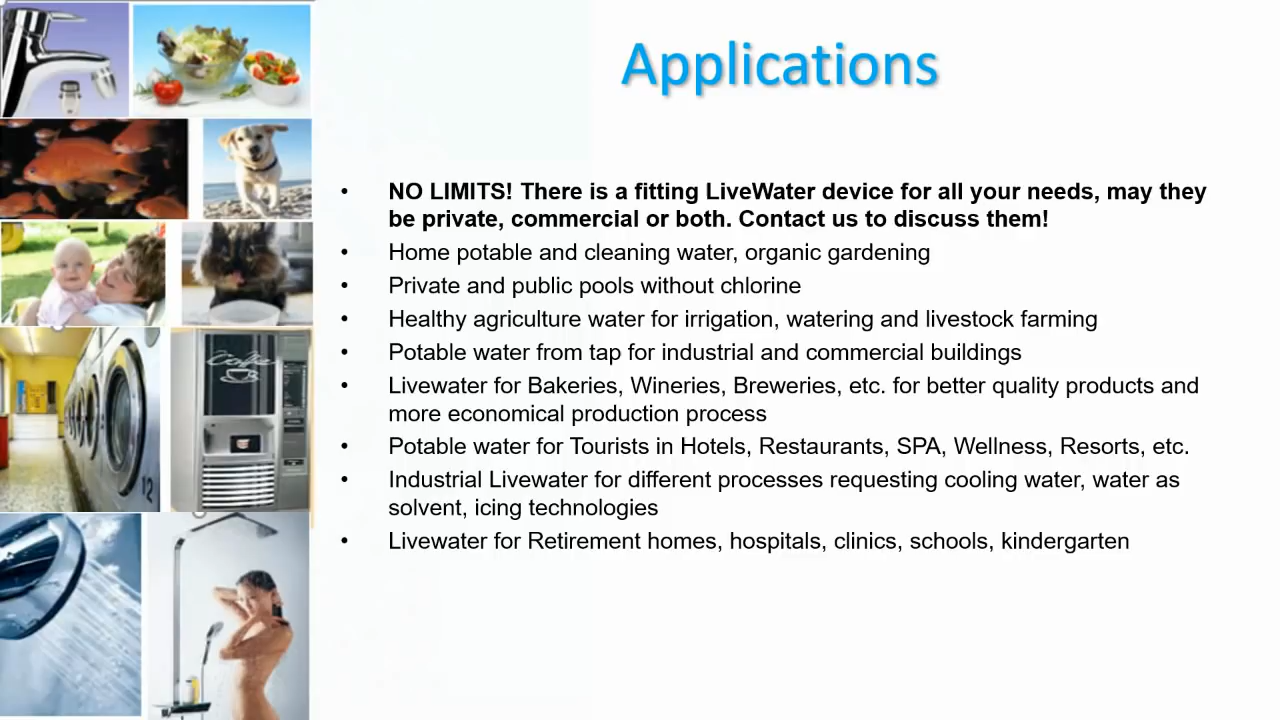 Applications
• NO LIMITS! There is a fitting LiveWater device for all your needs, may they
be private, commercial or both. Contact us to discuss them!
• Home potable and cleaning water, organic gardening
• Private and public pools without chlorine
• Healthy agriculture water for irrigation, watering and livestock farming
• Potable water from tap for industrial and commercial buildings
• Livewater for Bakeries, Wineries, Breweries, etc. for better quality products and
more economical production process
• Potable water for Tourists in Hotels, Restaurants, SPA, Wellness, Resorts, etc.
• Industrial Livewater for different processes requesting cooling water, water as
solvent, icing technologies
• Livewater for Retirement homes, hospitals, clinics, schools, kindergarten
Coffee
12